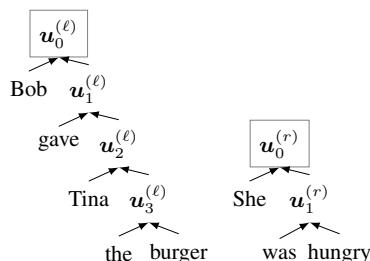 u_0^{(ℓ)}
Bob u_1^{(ℓ)}
gave u_2^{(ℓ)} u_0^{(r)}
Tina u_3^{(ℓ)} She u_1^{(r)}
the burger was hungry